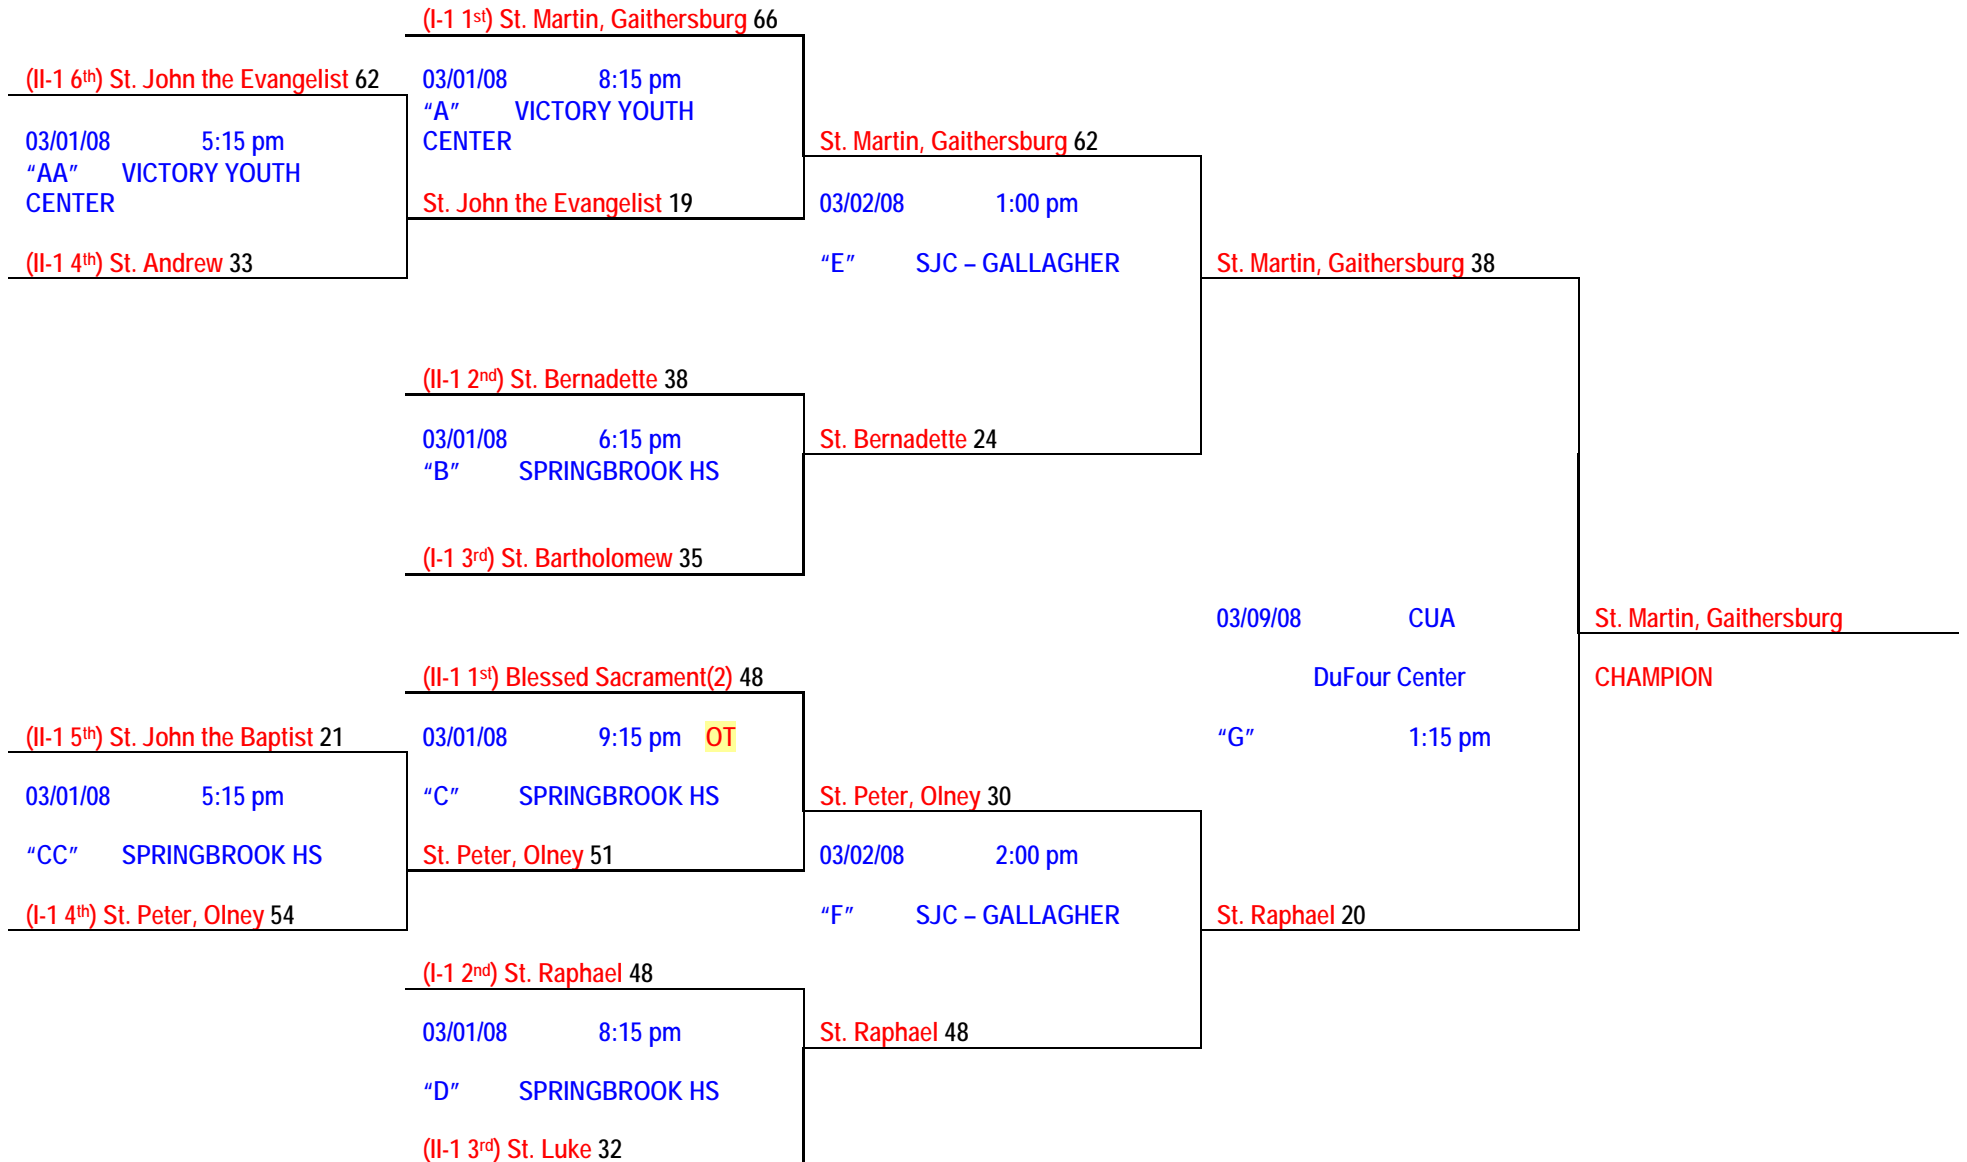 (I-1 1st) St. Martin, Gaithersburg 66
(II-1 6th) St. John the Evangelist 62
03/01/08 8:15 pm
"A" VICTORY YOUTH
CENTER
03/01/08 5:15 pm
"AA" VICTORY YOUTH
CENTER
St. Martin, Gaithersburg 62
St. John the Evangelist 19
03/02/08 1:00 pm
(II-1 4th) St. Andrew 33
"E" SJC – GALLAGHER
St. Martin, Gaithersburg 38
(II-1 2nd) St. Bernadette 38
03/01/08 6:15 pm
"B" SPRINGBROOK HS
St. Bernadette 24
(I-1 3rd) St. Bartholomew 35
03/09/08 CUA
St. Martin, Gaithersburg
(II-1 1st) Blessed Sacrament(2) 48
DuFour Center
CHAMPION
(II-1 5th) St. John the Baptist 21
03/01/08 9:15 pm OT
"G" 1:15 pm
03/01/08 5:15 pm
"C" SPRINGBROOK HS
St. Peter, Olney 30
"CC" SPRINGBROOK HS
St. Peter, Olney 51
03/02/08 2:00 pm
(I-1 4th) St. Peter, Olney 54
"F" SJC – GALLAGHER
St. Raphael 20
(I-1 2nd) St. Raphael 48
03/01/08 8:15 pm
St. Raphael 48
"D" SPRINGBROOK HS
(II-1 3rd) St. Luke 32